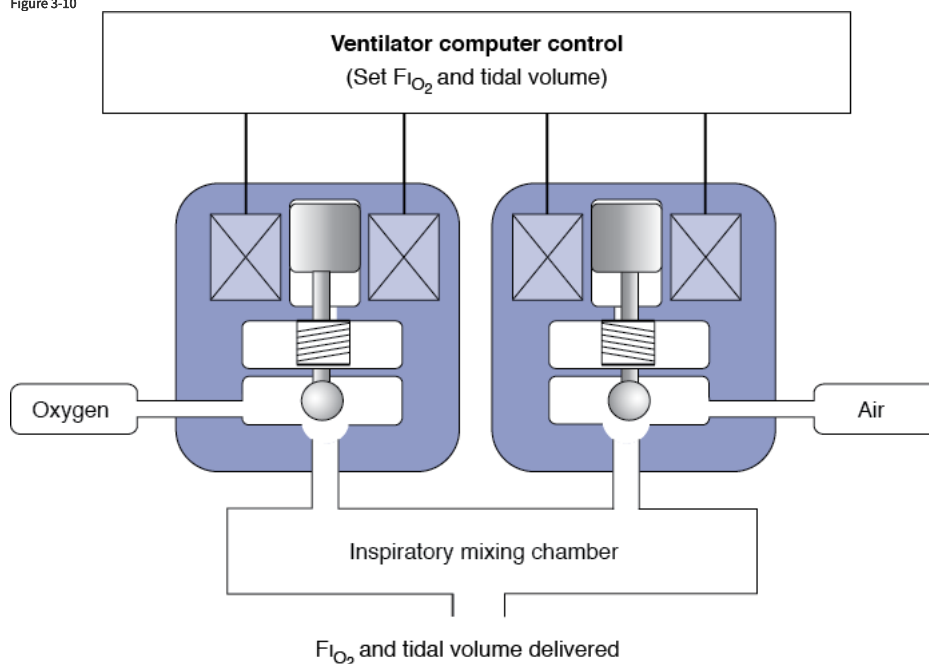 Figure 3-10
Ventilator computer control
(Set FIO2 and tidal volume)
Oxygen
Air
Inspiratory mixing chamber
FIO2 and tidal volume delivered